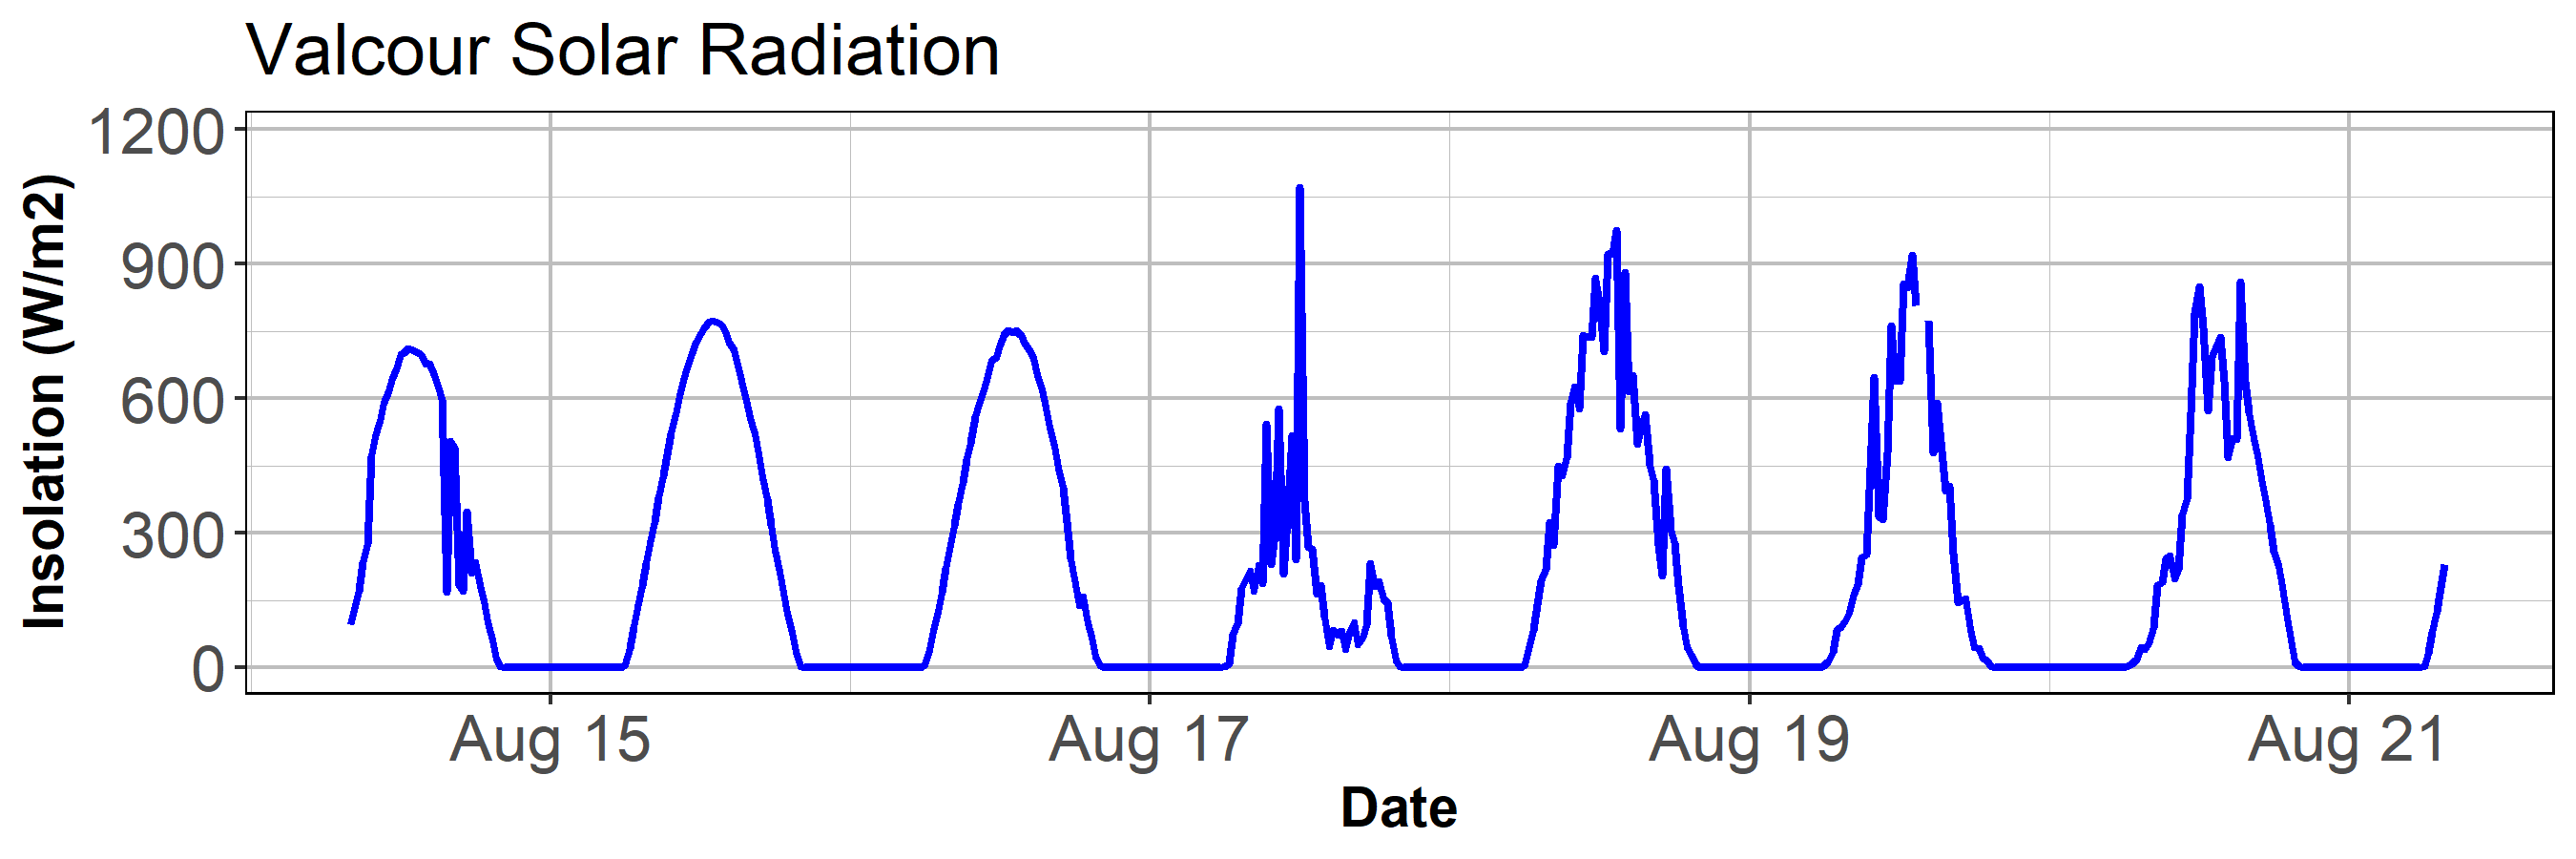 Valcour Solar Radiation
Insolation (W/m2)
1200
900
600
300
0
Aug 15
Aug 17
Aug 19
Aug 21
Date